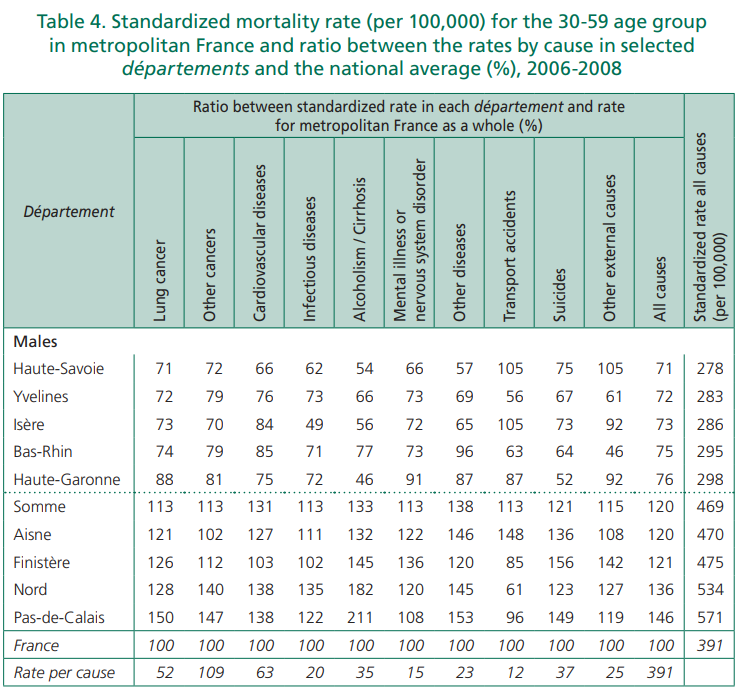 Table 4. Standardized mortality rate (per 100,000) for the 30-59 age group
in metropolitan France and ratio between the rates by cause in selected
départements and the national average (%), 2006-2008
Ratio between standardized rate in each département and rate
for metropolitan France as a whole (%)
Département
Lung cancer
Other cancers
Cardiovascular diseases
Infectious diseases
Alcoholism / Cirrhosis
Mental illness or
nervous system disorder
Other diseases
Transport accidents
Suicides
Other external causes
All causes
Standardized rate all causes
(per 100,000)
Males
Haute-Savoie 71 72 66 62 54 66 57 105 75 105 71 278
Yvelines 72 79 76 73 66 73 69 56 67 61 72 283
Isère 73 70 84 49 56 72 65 105 73 92 73 286
Bas-Rhin 74 79 85 71 77 73 96 63 64 46 75 295
Haute-Garonne 88 81 75 72 46 91 87 87 52 92 76 298
Somme 113 113 131 113 133 113 138 113 121 115 120 469
Aisne 121 102 127 111 132 122 146 148 136 108 120 470
Finistère 126 112 103 102 145 136 120 85 156 142 121 475
Nord 128 140 138 135 182 120 145 61 123 127 136 534
Pas-de-Calais 150 147 138 122 211 108 153 96 149 119 146 571
France 100 100 100 100 100 100 100 100 100 100 100 391
Rate per cause 52 109 63 20 35 15 23 12 37 25 391